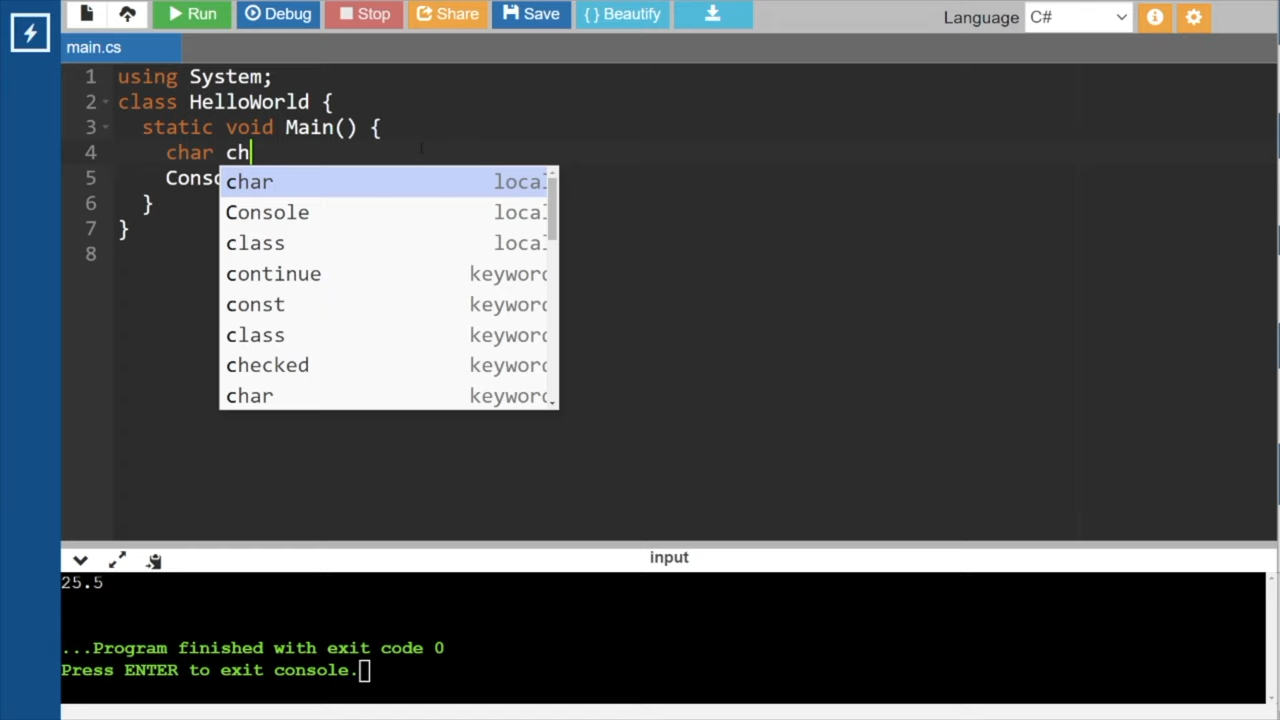 Run Debug Stop Share Save { } Beautify Language C#
main.cs
1 using System;
2 class HelloWorld {
3 static void Main() {
4 char ch
5 Conso
6 }
7 }
8
char local
Console local
class local
continue keyword
const keyword
class keyword
checked keyword
char keyword
input
25.5
...Program finished with exit code 0
Press ENTER to exit console.